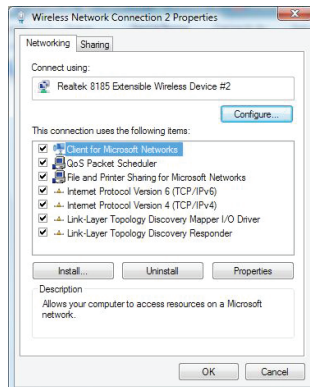 Wireless Network Connection 2 Properties
Networking
Sharing
Connect using:
Realtek 8185 Extensible Wireless Device #2
Configure...
This connection uses the following items:
Client for Microsoft Networks
QoS Packet Scheduler
File and Printer Sharing for Microsoft Networks
Internet Protocol Version 6 (TCP/IPv6)
Internet Protocol Version 4 (TCP/IPv4)
Link-Layer Topology Discovery Mapper I/O Driver
Link-Layer Topology Discovery Responder
Install...
Uninstall
Properties
Description
Allows your computer to access resources on a Microsoft
network.
OK
Cancel